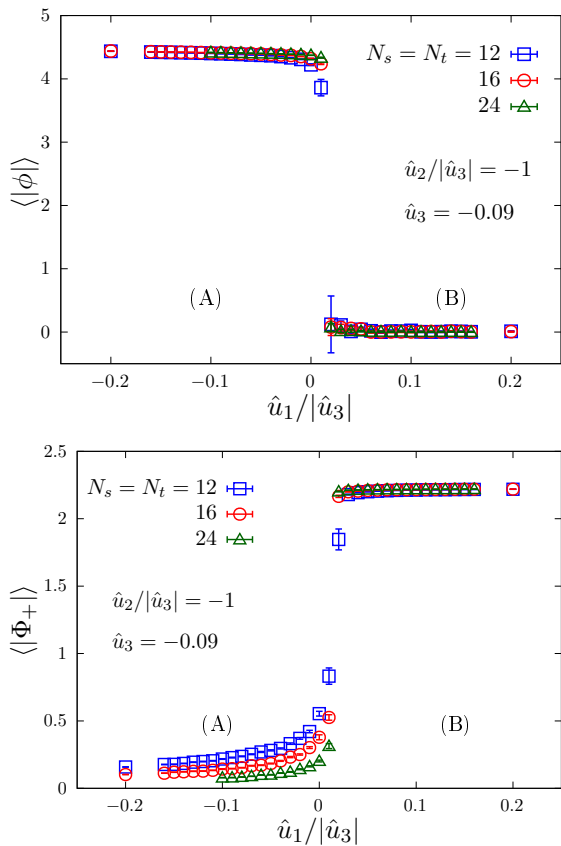 5
4
3
2
1
0
⟨|ϕ|⟩
N_s = N_t = 12
16
24
û_2/|û_3| = −1
û_3 = −0.09
(A)
(B)
−0.2
−0.1
0
0.1
0.2
û_1/|û_3|
2.5
2
1.5
1
0.5
0
⟨|Φ_+|⟩
N_s = N_t = 12
16
24
û_2/|û_3| = −1
û_3 = −0.09
(A)
(B)
−0.2
−0.1
0
0.1
0.2
û_1/|û_3|